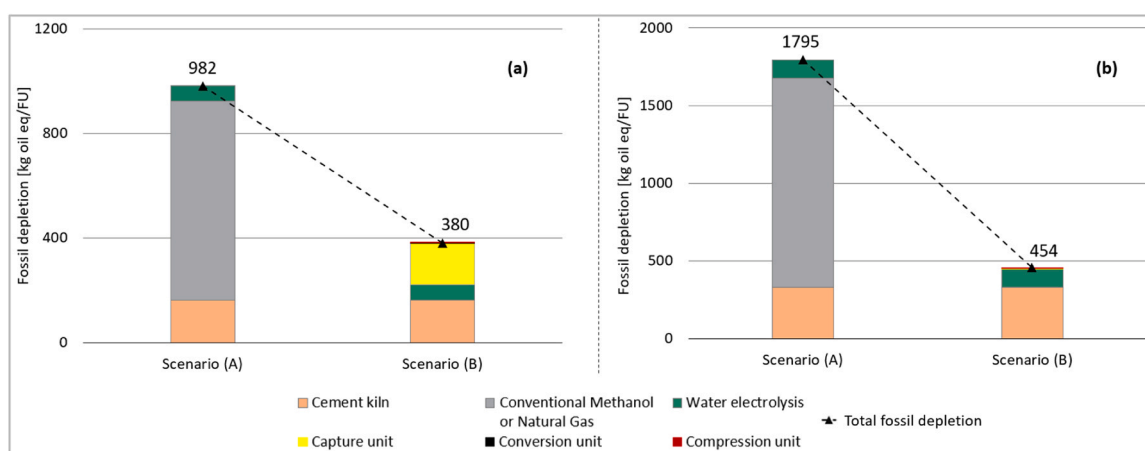 Fossil depletion [kg oil eq/FU]
1200
800
400
0
982
380
(a)
Scenario (A)
Scenario (B)
Fossil depletion [kg oil eq/FU]
2000
1500
1000
500
0
1795
454
(b)
Scenario (A)
Scenario (B)
Cement kiln
Conventional Methanol
or Natural Gas
Water electrolysis
Total fossil depletion
Capture unit
Conversion unit
Compression unit